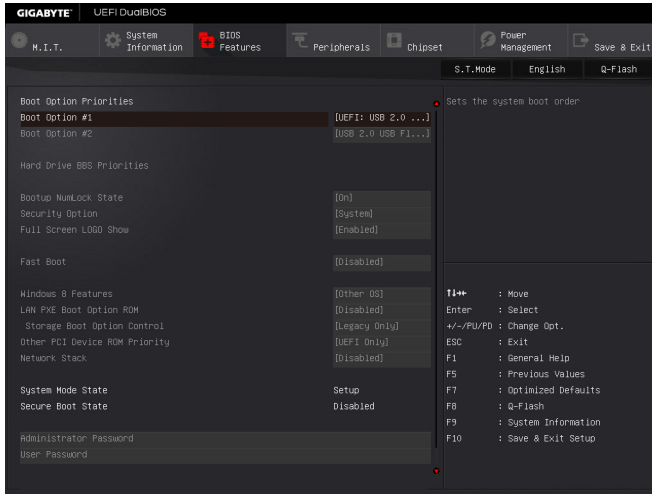 GIGABYTE™ UEFI DualBIOS
M.I.T.
System Information
BIOS Features
Peripherals
Chipset
Power Management
Save & Exit
S.T.Mode English Q-Flash
Boot Option Priorities
Boot Option #1 [UEFI: USB 2.0 ...]
Boot Option #2 [USB 2.0 USB Fl...]
Hard Drive BBS Priorities
Bootup NumLock State [On]
Security Option [System]
Full Screen LOGO Show [Enabled]
Fast Boot [Disabled]
Windows 8 Features [Other OS]
LAN PXE Boot Option ROM [Disabled]
Storage Boot Option Control [Legacy Only]
Other PCI Device ROM Priority [UEFI Only]
Network Stack [Disabled]
System Mode State Setup
Secure Boot State Disabled
Administrator Password
User Password
Sets the system boot order
↑↓→← : Move
Enter : Select
+/-/PU/PD : Change Opt.
ESC : Exit
F1 : General Help
F5 : Previous Values
F7 : Optimized Defaults
F8 : Q-Flash
F9 : System Information
F10 : Save & Exit Setup